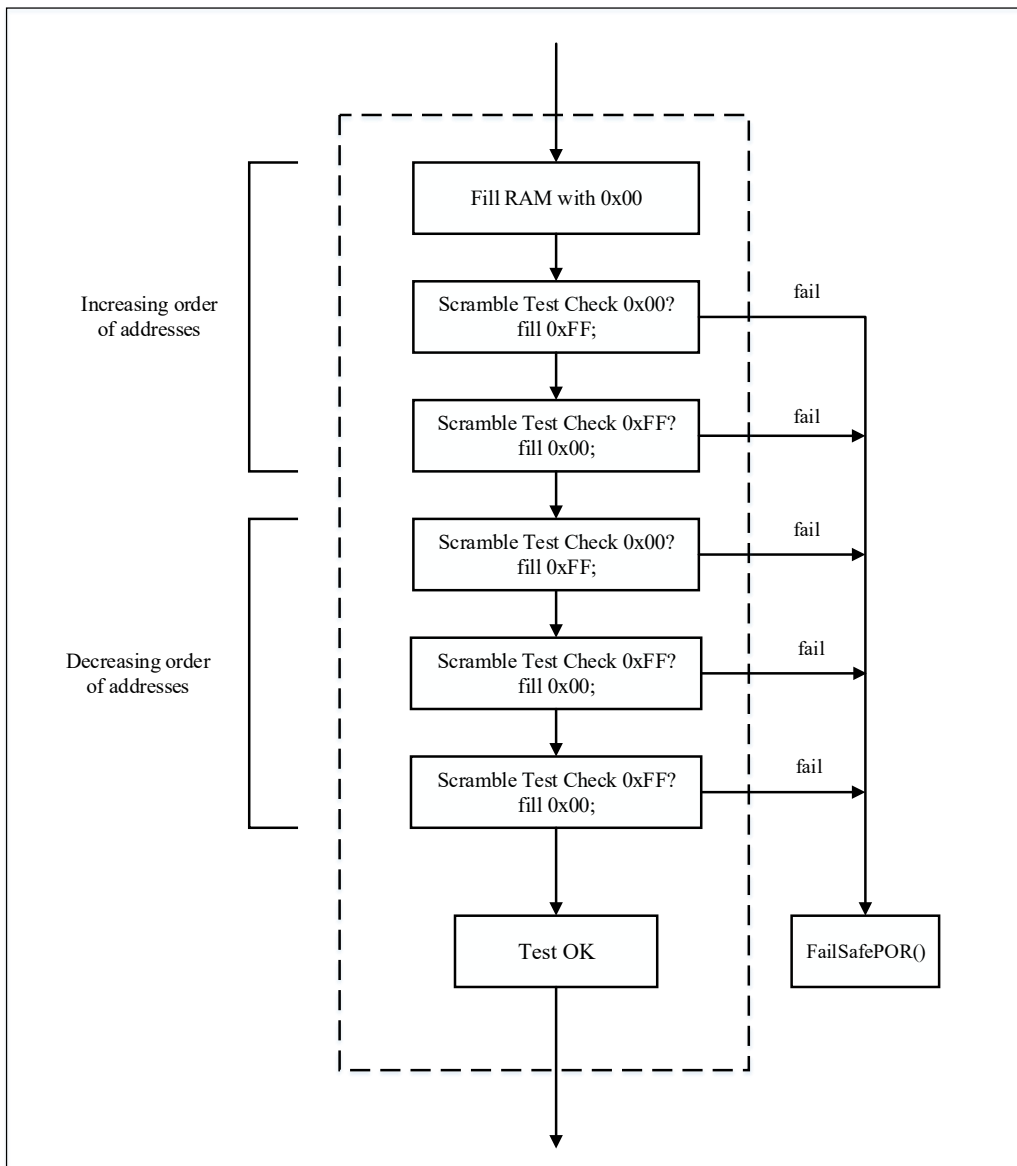 Fill RAM with 0x00
Increasing order
of addresses
Scramble Test Check 0x00?
fill 0xFF;
fail
Scramble Test Check 0xFF?
fill 0x00;
fail
Decreasing order
of addresses
Scramble Test Check 0x00?
fill 0xFF;
fail
Scramble Test Check 0xFF?
fill 0x00;
fail
Scramble Test Check 0xFF?
fill 0x00;
fail
Test OK
FailSafePOR()